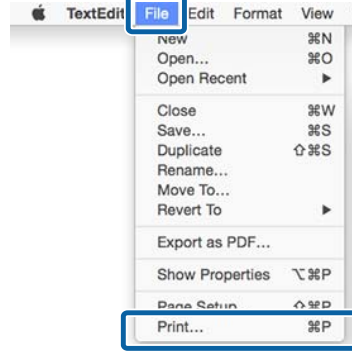 TextEdit File Edit Format View
New ⌘N
Open... ⌘O
Open Recent ▶
Close ⌘W
Save... ⌘S
Duplicate ⇧⌘S
Rename...
Move To...
Revert To ▶
Export as PDF...
Show Properties ⌥⌘P
Page Setup ⇧⌘P
Print... ⌘P